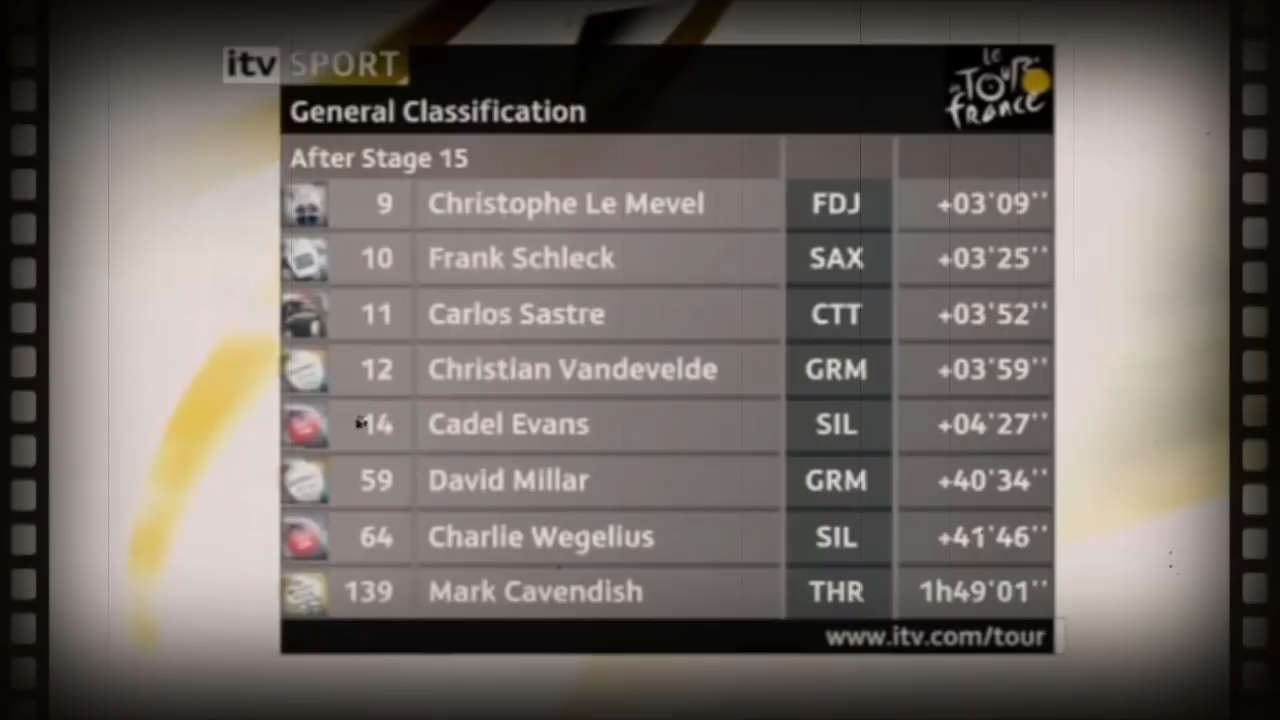 itv SPORT
LE TOUR DE FRANCE
General Classification
After Stage 15
9 Christophe Le Mevel FDJ +03'09''
10 Frank Schleck SAX +03'25''
11 Carlos Sastre CTT +03'52''
12 Christian Vandevelde GRM +03'59''
14 Cadel Evans SIL +04'27''
59 David Millar GRM +40'34''
64 Charlie Wegelius SIL +41'46''
139 Mark Cavendish THR 1h49'01''
www.itv.com/tour